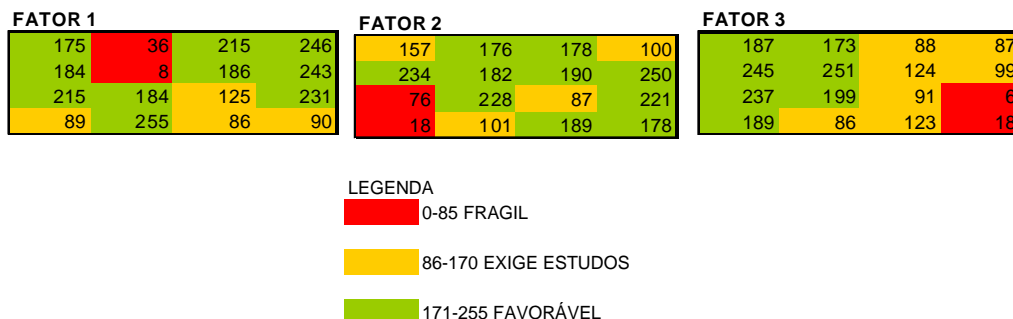 FATOR 1
175 36 215 246
184 8 186 243
215 184 125 231
89 255 86 90
FATOR 2
157 176 178 100
234 182 190 250
76 228 87 221
18 101 189 178
FATOR 3
187 173 88 87
245 251 124 99
237 199 91 6
189 86 123 18
LEGENDA
0-85 FRAGIL
86-170 EXIGE ESTUDOS
171-255 FAVORÁVEL